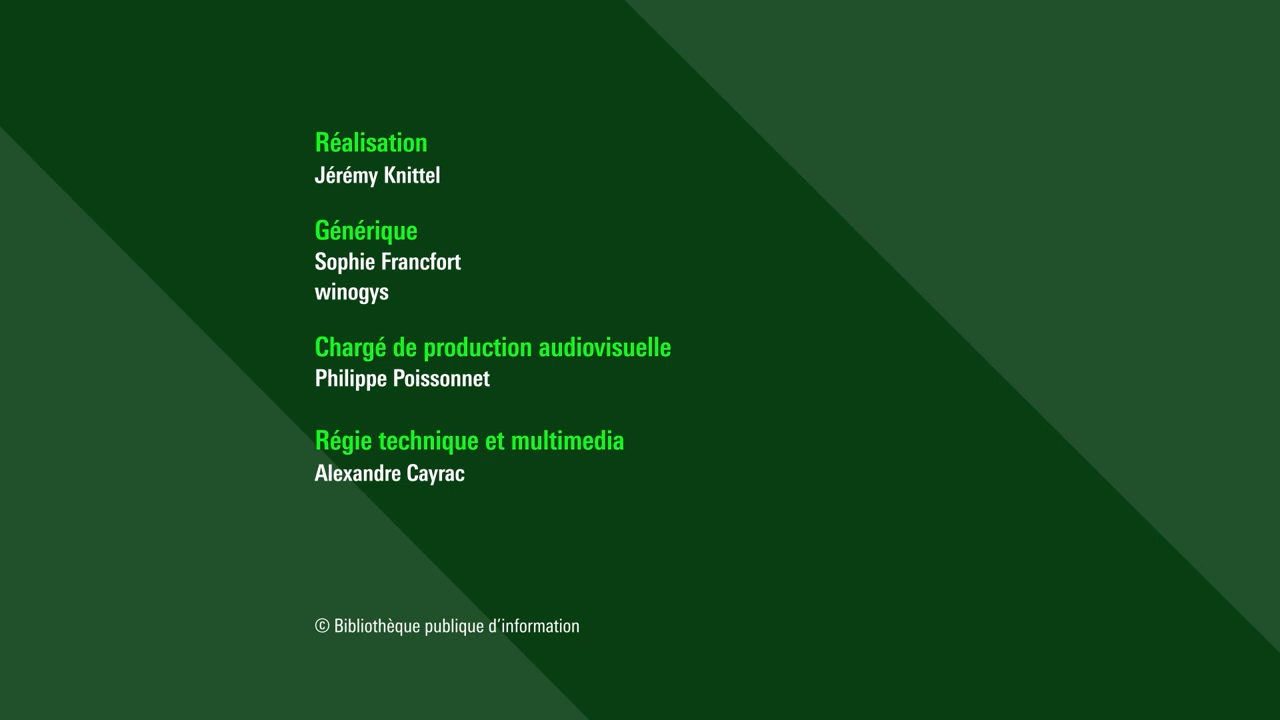 Réalisation
Jérémy Knittel
Générique
Sophie Francfort
winogys
Chargé de production audiovisuelle
Philippe Poissonnet
Régie technique et multimedia
Alexandre Cayrac
© Bibliothèque publique d’information